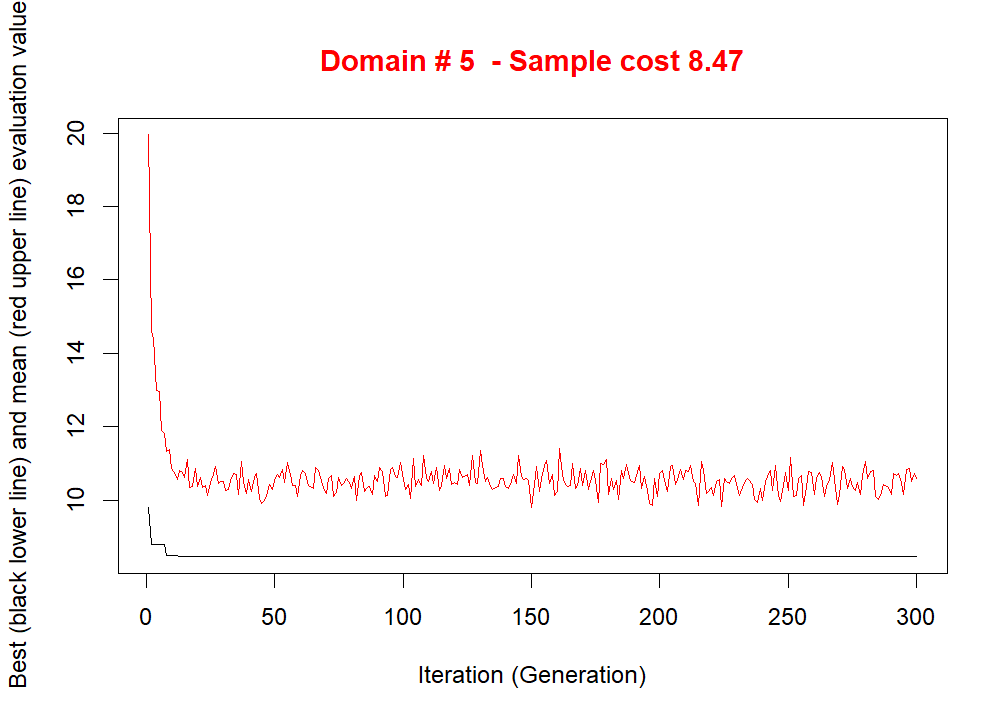 Domain # 5  - Sample cost 8.47
Best (black lower line) and mean (red upper line) evaluation value
20
18
16
14
12
10
0 50 100 150 200 250 300
Iteration (Generation)